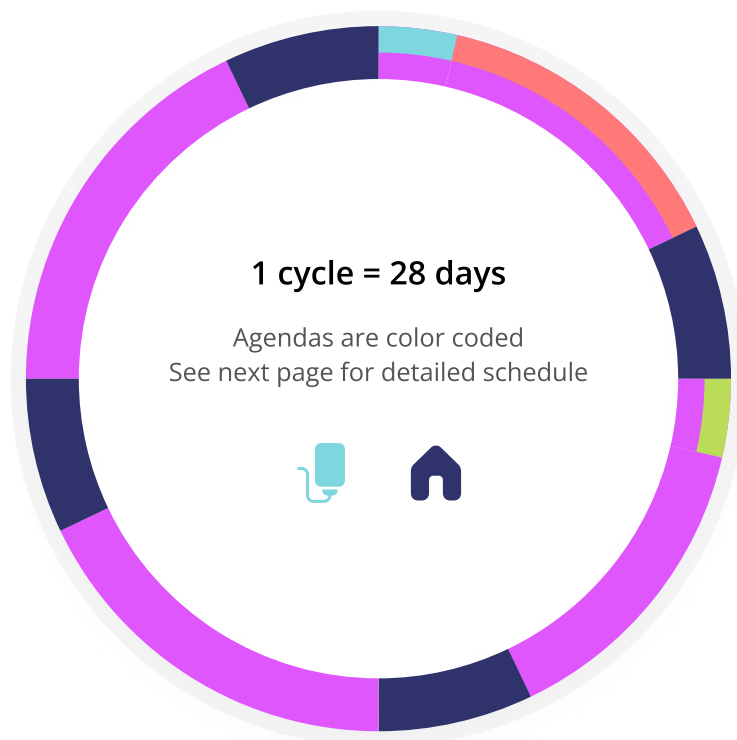 1 cycle = 28 days
Agendas are color coded
See next page for detailed schedule